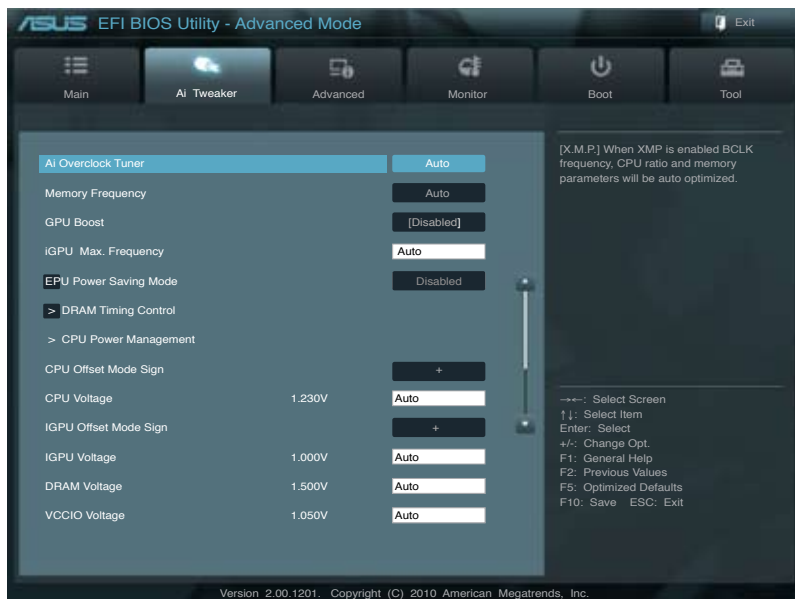 ASUS EFI BIOS Utility - Advanced Mode
Exit
Main
Ai Tweaker
Advanced
Monitor
Boot
Tool
Ai Overclock Tuner Auto
Memory Frequency Auto
GPU Boost [Disabled]
iGPU Max. Frequency Auto
EPU Power Saving Mode Disabled
> DRAM Timing Control
> CPU Power Management
CPU Offset Mode Sign +
CPU Voltage 1.230V Auto
IGPU Offset Mode Sign +
IGPU Voltage 1.000V Auto
DRAM Voltage 1.500V Auto
VCCIO Voltage 1.050V Auto
[X.M.P.] When XMP is enabled BCLK
frequency, CPU ratio and memory
parameters will be auto optimized.
→←: Select Screen
↑↓: Select Item
Enter: Select
+/-: Change Opt.
F1: General Help
F2: Previous Values
F5: Optimized Defaults
F10: Save ESC: Exit
Version 2.00.1201. Copyright (C) 2010 American Megatrends, Inc.